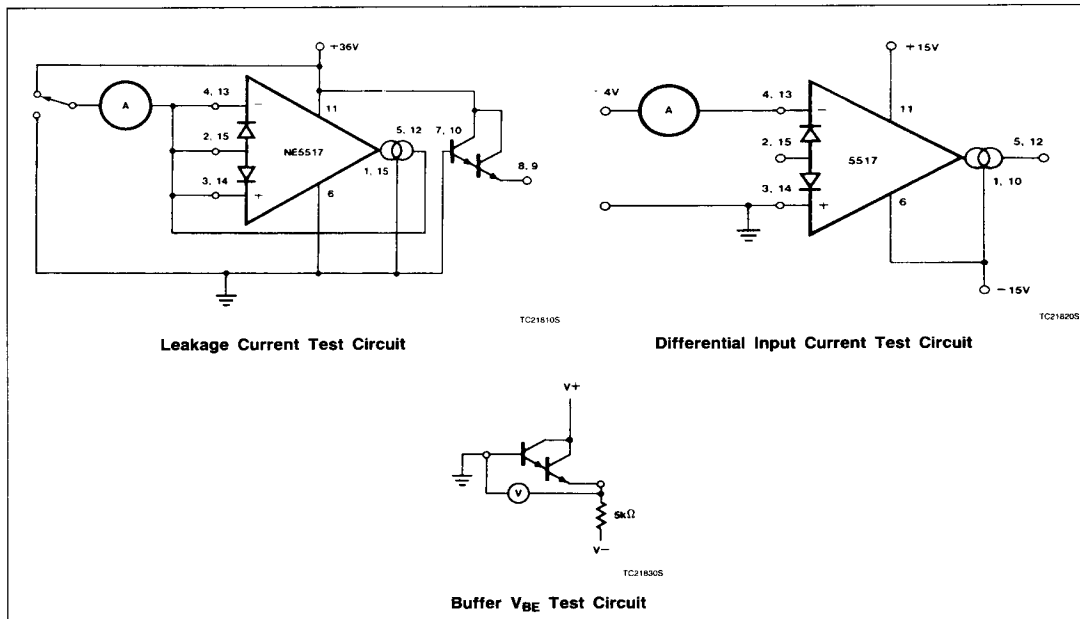 +36V
A
4, 13
−
11
2, 15
NE5517
5, 12
7, 10
3, 14
1, 15
8, 9
+
6
TC21810S
Leakage Current Test Circuit
+15V
4V
A
4, 13
−
11
2, 15
5517
5, 12
3, 14
1, 10
+
6
−15V
TC21820S
Differential Input Current Test Circuit
V+
V
5kΩ
V−
TC21830S
Buffer VBE Test Circuit